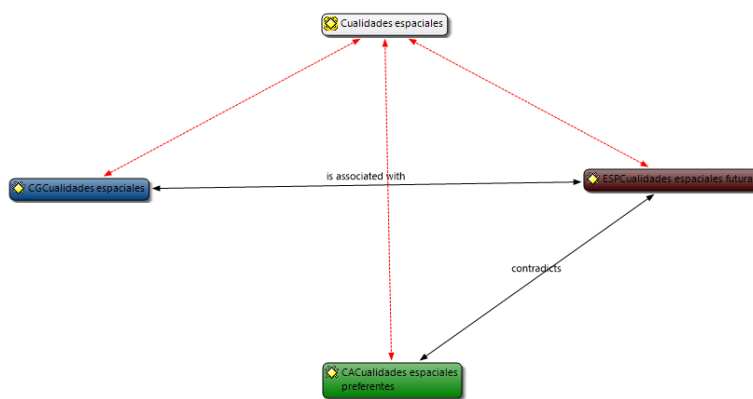 Cualidades espaciales
CGCualidades espaciales
is associated with
ESPCualidades espaciales futura
contradicts
CACualidades espaciales
preferentes